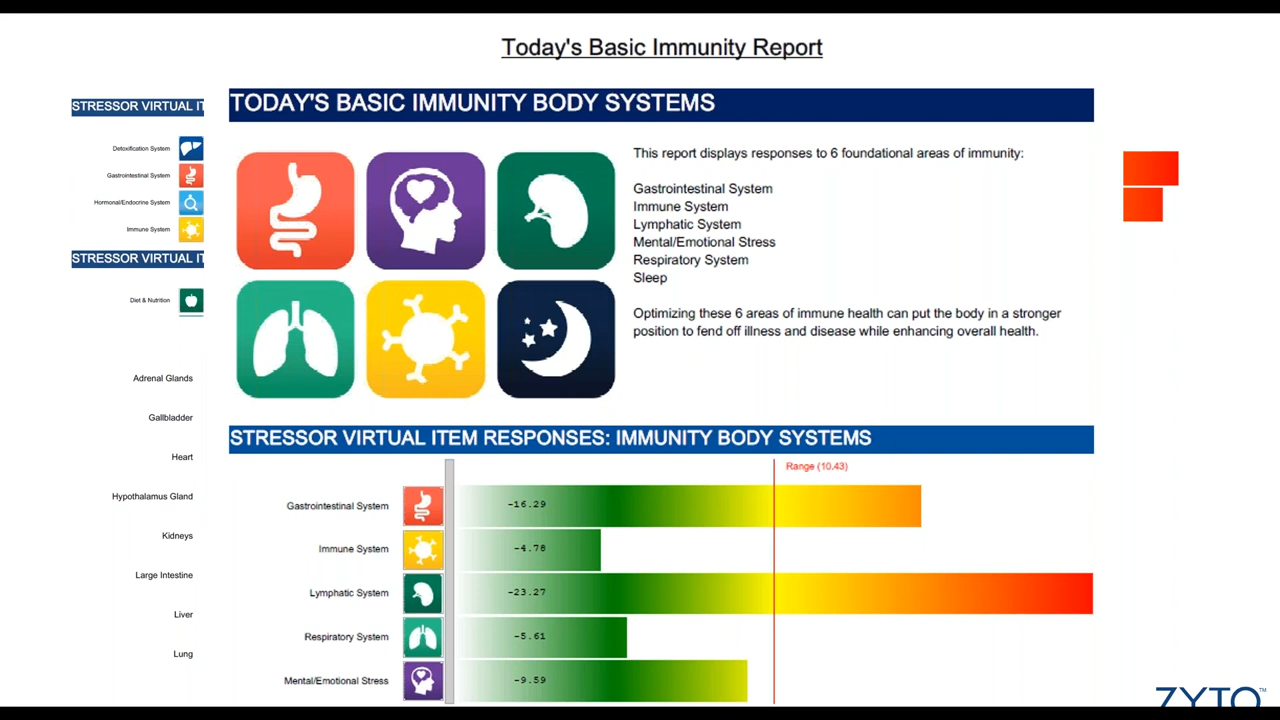 Today's Basic Immunity Report
STRESSOR VIRTUAL IT
Detoxification System
Gastrointestinal System
Hormonal/Endocrine System
Immune System
STRESSOR VIRTUAL IT
Diet & Nutrition
Adrenal Glands
Gallbladder
Heart
Hypothalamus Gland
Kidneys
Large Intestine
Liver
Lung
TODAY'S BASIC IMMUNITY BODY SYSTEMS
This report displays responses to 6 foundational areas of immunity:
Gastrointestinal System
Immune System
Lymphatic System
Mental/Emotional Stress
Respiratory System
Sleep
Optimizing these 6 areas of immune health can put the body in a stronger
position to fend off illness and disease while enhancing overall health.
STRESSOR VIRTUAL ITEM RESPONSES: IMMUNITY BODY SYSTEMS
Range (10.43)
Gastrointestinal System -16.29
Immune System -4.78
Lymphatic System -23.27
Respiratory System -5.61
Mental/Emotional Stress -9.59
ZYTO™